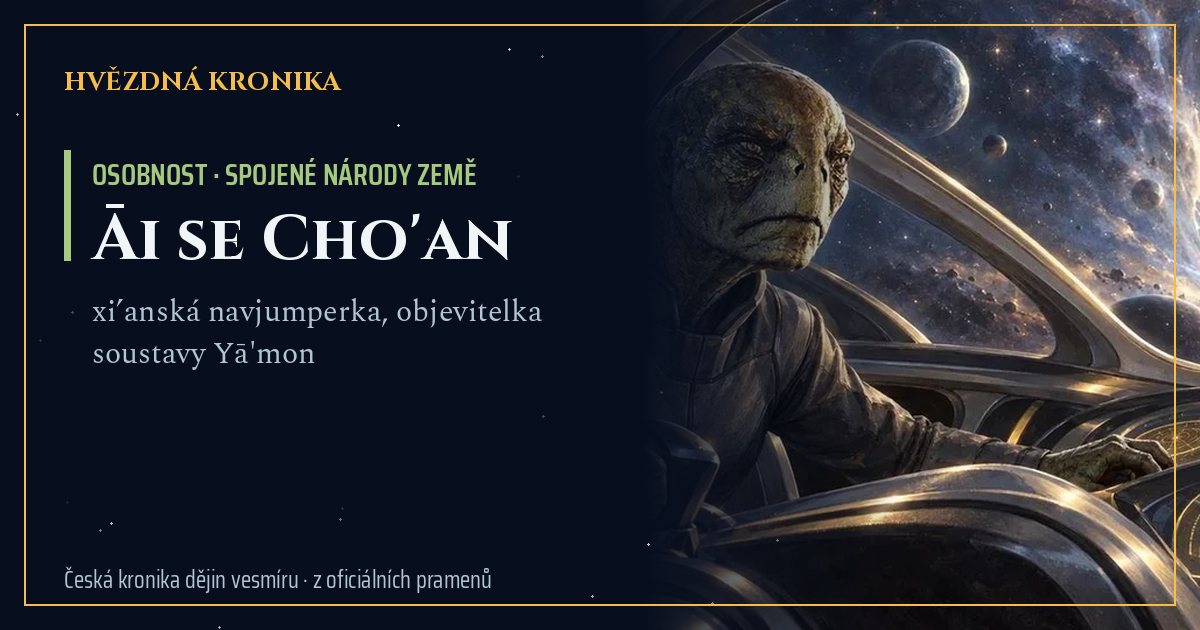 HVĚZDNÁ KRONIKA
OSOBNOST · SPOJENÉ NÁRODY ZEMĚ
Āi se Cho'an
xi’anská navjumperka, objevitelka
soustavy Yā'mon
Česká kronika dějin vesmíru · z oficiálních pramenů